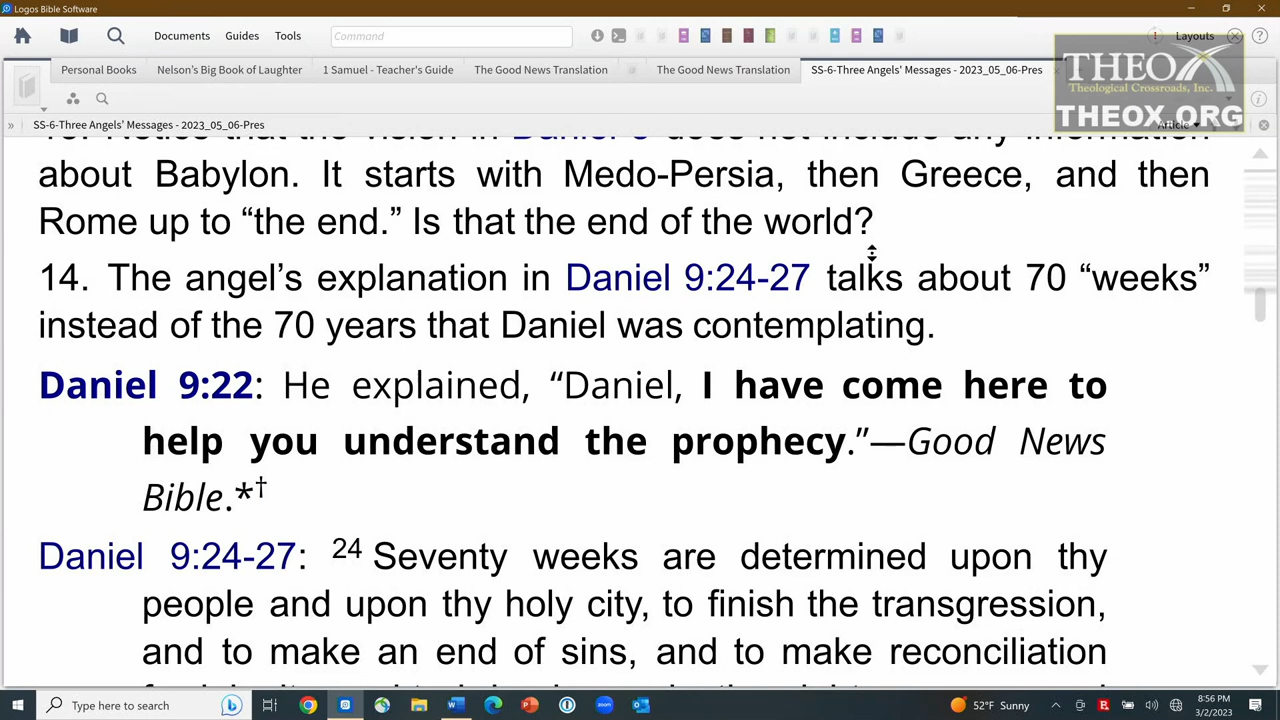 Logos Bible Software
Documents Guides Tools Command Layouts
Personal Books Nelson's Big Book of Laughter 1 Samuel - Teacher's Guide The Good News Translation The Good News Translation SS-6-Three Angels' Messages - 2023_05_06-Pres
THEOX
Theological Crossroads, Inc.
THEOX.ORG
» SS-6-Three Angels' Messages - 2023_05_06-Pres Article
about Babylon. It starts with Medo-Persia, then Greece, and then
Rome up to “the end.” Is that the end of the world?
14. The angel’s explanation in Daniel 9:24-27 talks about 70 “weeks”
instead of the 70 years that Daniel was contemplating.
Daniel 9:22: He explained, “Daniel, I have come here to
help you understand the prophecy.”—Good News
Bible.*†
Daniel 9:24-27: 24 Seventy weeks are determined upon thy
people and upon thy holy city, to finish the transgression,
and to make an end of sins, and to make reconciliation
Type here to search
52°F Sunny
8:56 PM
3/2/2023